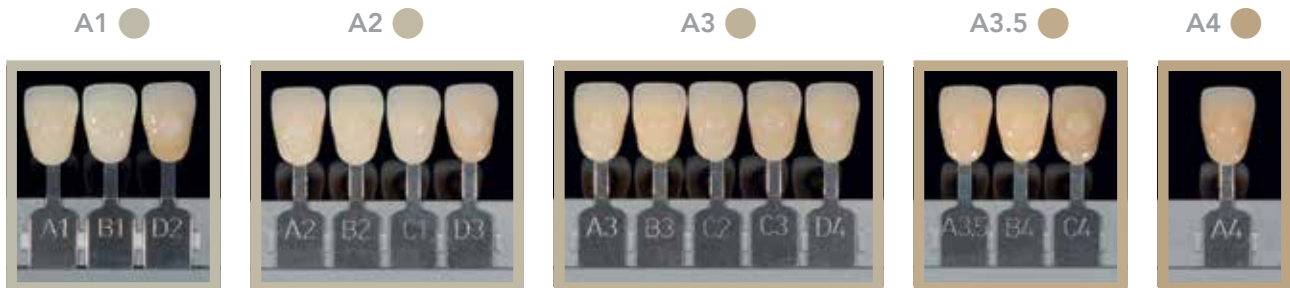 A1 A2 A3 A3.5 A4
A1 B1 D2 A2 B2 C1 D3 A3 B3 C2 C3 D4 A3,5 B4 C4 A4